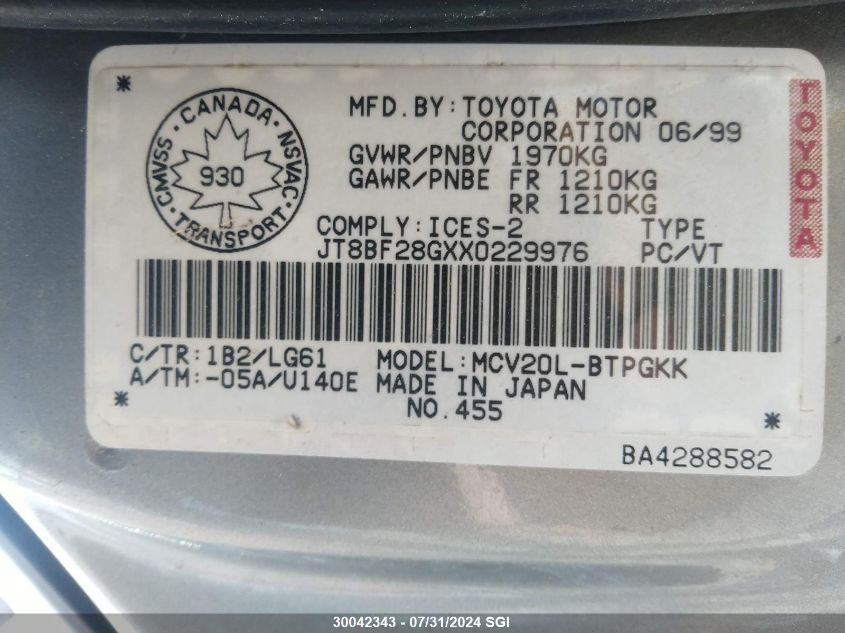 CMVSS · CANADA · NSVAC · TRANSPORT ·
930
MFD.BY:TOYOTA MOTOR
CORPORATION 06/99
GVWR/PNBV 1970KG
GAWR/PNBE FR 1210KG
RR 1210KG
COMPLY:ICES-2 TYPE
JT8BF28GXX0229976 PC/VT
TOYOTA
C/TR:1B2/LG61 MODEL:MCV20L-BTPGKK
A/TM:-05A/U140E MADE IN JAPAN
NO.455
BA4288582
30042343 - 07/31/2024 SGI